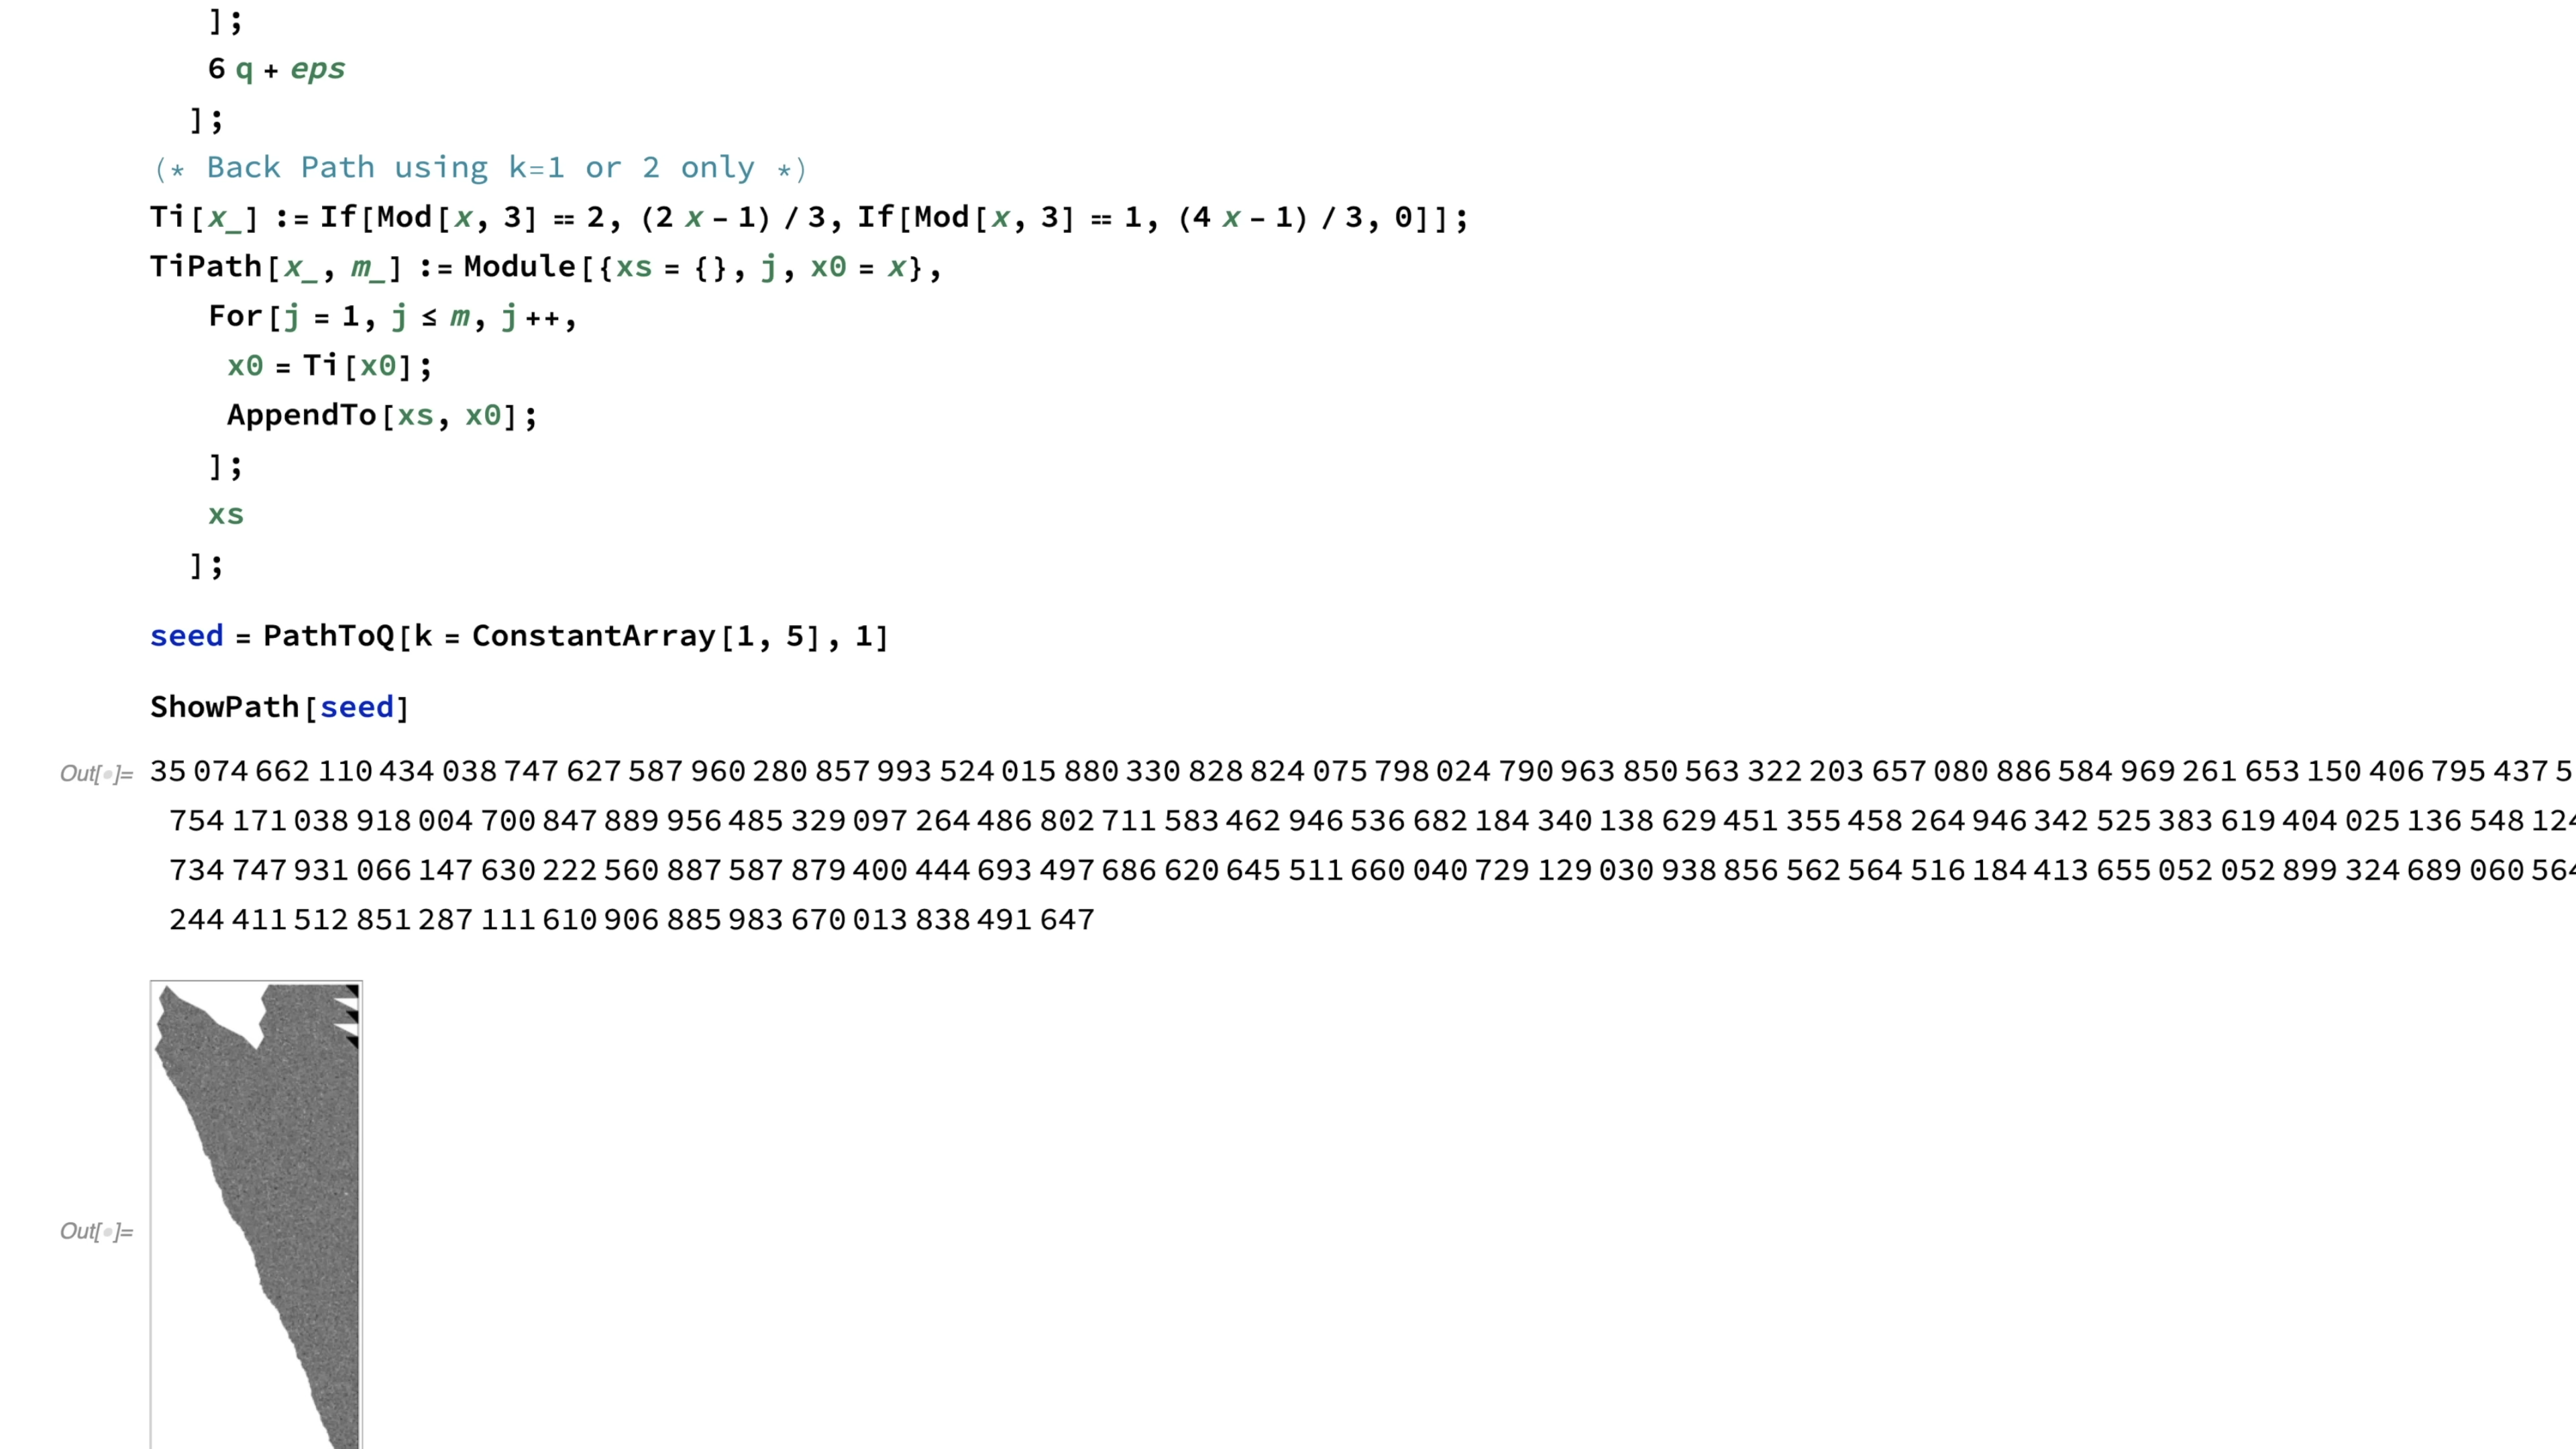 ];
6 q + eps
];
(* Back Path using k=1 or 2 only *)
Ti[x_] := If[Mod[x, 3] == 2, (2 x - 1) / 3, If[Mod[x, 3] == 1, (4 x - 1) / 3, 0]];
TiPath[x_, m_] := Module[{xs = {}, j, x0 = x},
For[j = 1, j ≤ m, j++,
x0 = Ti[x0];
AppendTo[xs, x0];
];
xs
];
seed = PathToQ[k = ConstantArray[1, 5], 1]
ShowPath[seed]
Out[•]= 35 074 662 110 434 038 747 627 587 960 280 857 993 524 015 880 330 828 824 075 798 024 790 963 850 563 322 203 657 080 886 584 969 261 653 150 406 795 437 5
754 171 038 918 004 700 847 889 956 485 329 097 264 486 802 711 583 462 946 536 682 184 340 138 629 451 355 458 264 946 342 525 383 619 404 025 136 548 124
734 747 931 066 147 630 222 560 887 587 879 400 444 693 497 686 620 645 511 660 040 729 129 030 938 856 562 564 516 184 413 655 052 052 899 324 689 060 564
244 411 512 851 287 111 610 906 885 983 670 013 838 491 647
Out[•]=